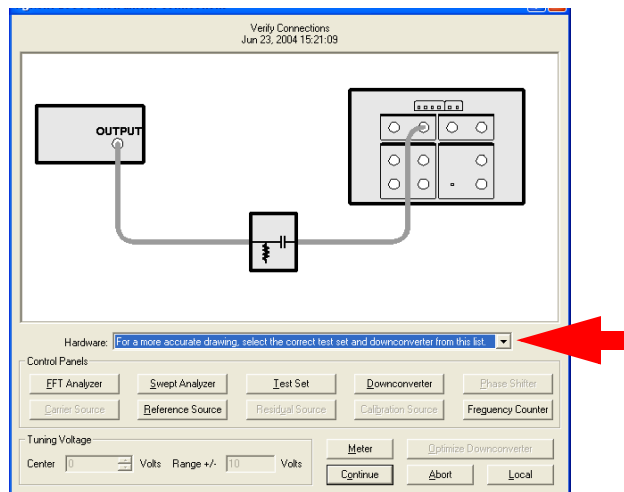 Verify Connections
Jun 23, 2004 15:21:09
OUTPUT
Hardware: For a more accurate drawing, select the correct test set and downconverter from this list.
Control Panels
FFT Analyzer Swept Analyzer Test Set Downconverter Phase Shifter
Carrier Source Reference Source Residual Source Calibration Source Frequency Counter
Tuning Voltage
Center 0 Volts Range +/- 10 Volts
Meter Optimize Downconverter
Continue Abort Local